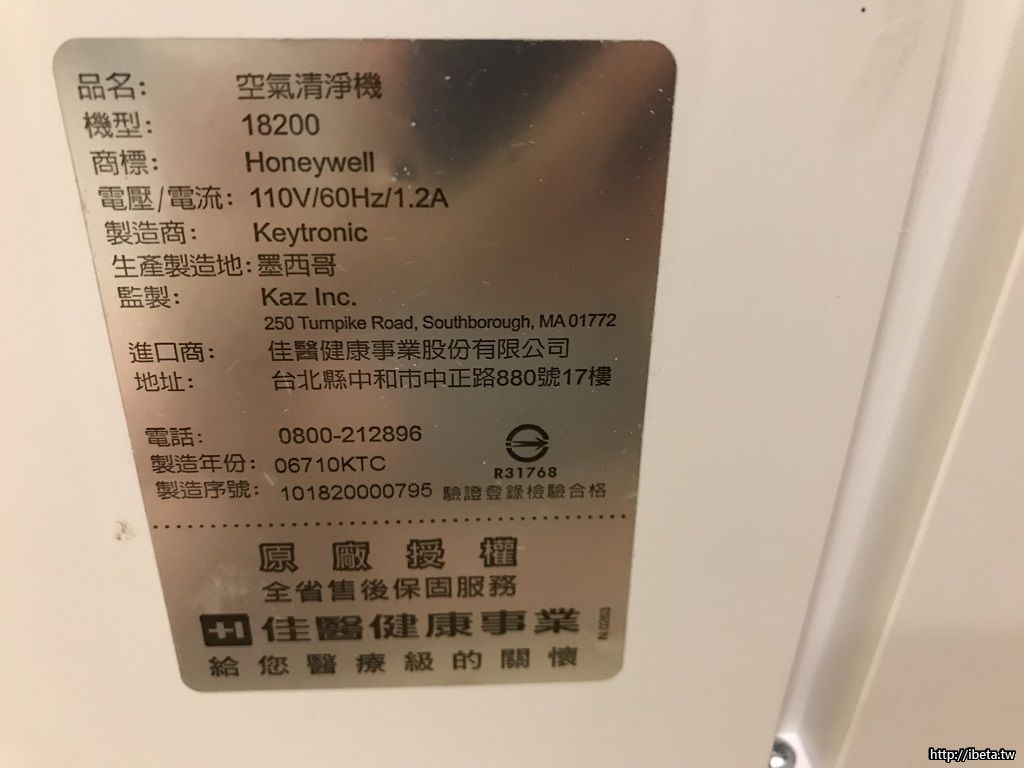 品名: 空氣清淨機
機型: 18200
商標: Honeywell
電壓/電流: 110V/60Hz/1.2A
製造商: Keytronic
生產製造地: 墨西哥
監製: Kaz Inc.
250 Turnpike Road, Southborough, MA 01772
進口商: 佳醫健康事業股份有限公司
地址: 台北縣中和市中正路880號17樓
電話: 0800-212896
製造年份: 06710KTC
R31768
製造序號: 101820000795 驗證登錄檢驗合格
原廠授權
全省售後保固服務
佳醫健康事業
NJ0263
給您醫療級的關懷
http://ibeta.tw